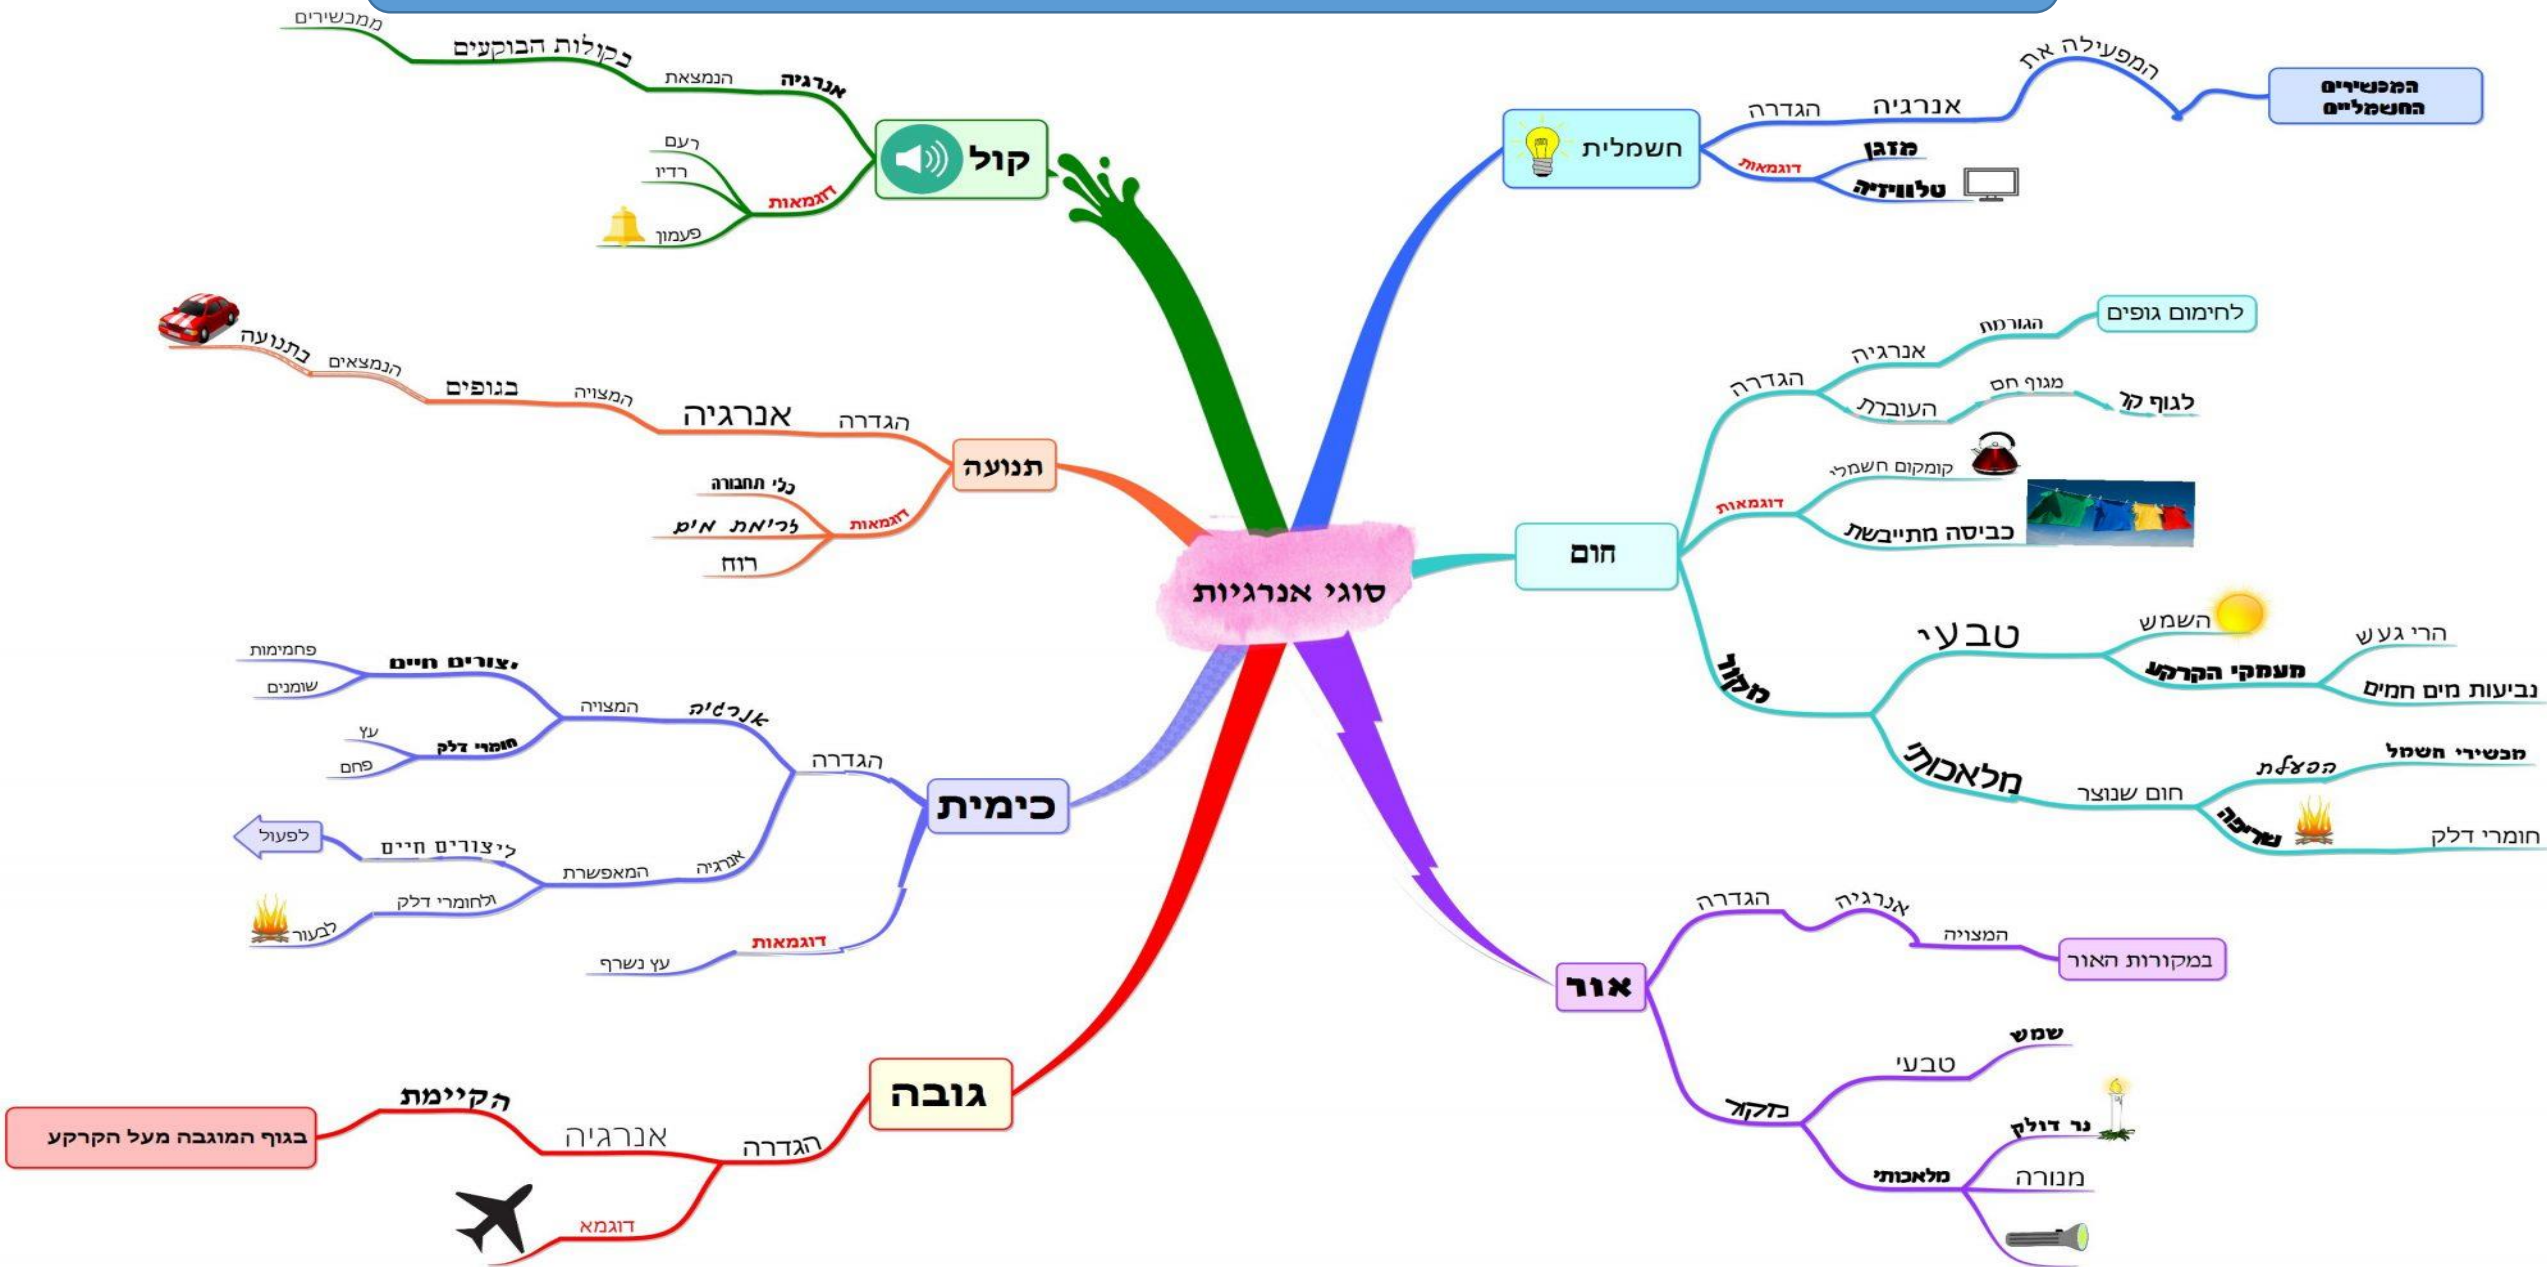 סוגי אנרגיות
חשמלית
הגדרה
אנרגיה
המפעילה את
המכשירים
החשמליים
דוגמאות
מזגן
טלוויזיה
חום
הגדרה
אנרגיה
הגורמת
לחימום גופים
העוברת
מגוף חם
לגוף קר
דוגמאות
קומקום חשמלי
כביסה מתייבשת
מקור
טבעי
השמש
מעמקי הקרקע
הרי געש
נביעות מים חמים
מלאכותי
חום שנוצר
הפעלת
מכשירי חשמל
שריפה
חומרי דלק
אור
הגדרה
אנרגיה
המצויה
במקורות האור
מקור
טבעי
שמש
מלאכותי
נר דולק
מנורה
קול
אנרגיה
הנמצאת
בקולות הבוקעים
ממכשירים
דוגמאות
רעם
רדיו
פעמון
תנועה
הגדרה
אנרגיה
המצויה
בגופים
הנמצאים
בתנועה
דוגמאות
כלי תחבורה
זרימת מים
רוח
כימית
הגדרה
אנרגיה
המצויה
יצורים חיים
פחמימות
שומנים
חומרי דלק
עץ
פחם
אנרגיה
המאפשרת
ליצורים חיים
לפעול
ולחומרי דלק
לבעור
דוגמאות
עץ נשרף
גובה
הגדרה
אנרגיה
הקיימת
בגוף המוגבה מעל הקרקע
דוגמא